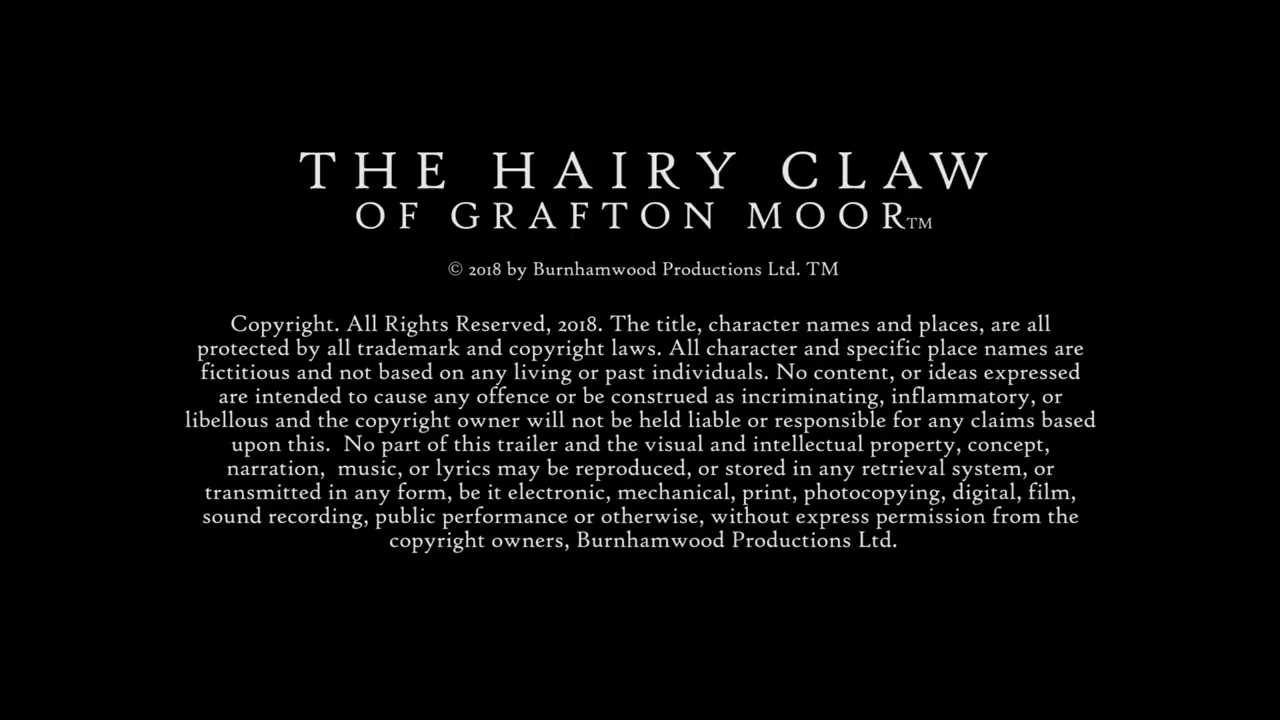 THE HAIRY CLAW
OF GRAFTON MOOR™
© 2018 by Burnhamwood Productions Ltd. TM
Copyright. All Rights Reserved, 2018. The title, character names and places, are all
protected by all trademark and copyright laws. All character and specific place names are
fictitious and not based on any living or past individuals. No content, or ideas expressed
are intended to cause any offence or be construed as incriminating, inflammatory, or
libellous and the copyright owner will not be held liable or responsible for any claims based
upon this.  No part of this trailer and the visual and intellectual property, concept,
narration,  music, or lyrics may be reproduced, or stored in any retrieval system, or
transmitted in any form, be it electronic, mechanical, print, photocopying, digital, film,
sound recording, public performance or otherwise, without express permission from the
copyright owners, Burnhamwood Productions Ltd.